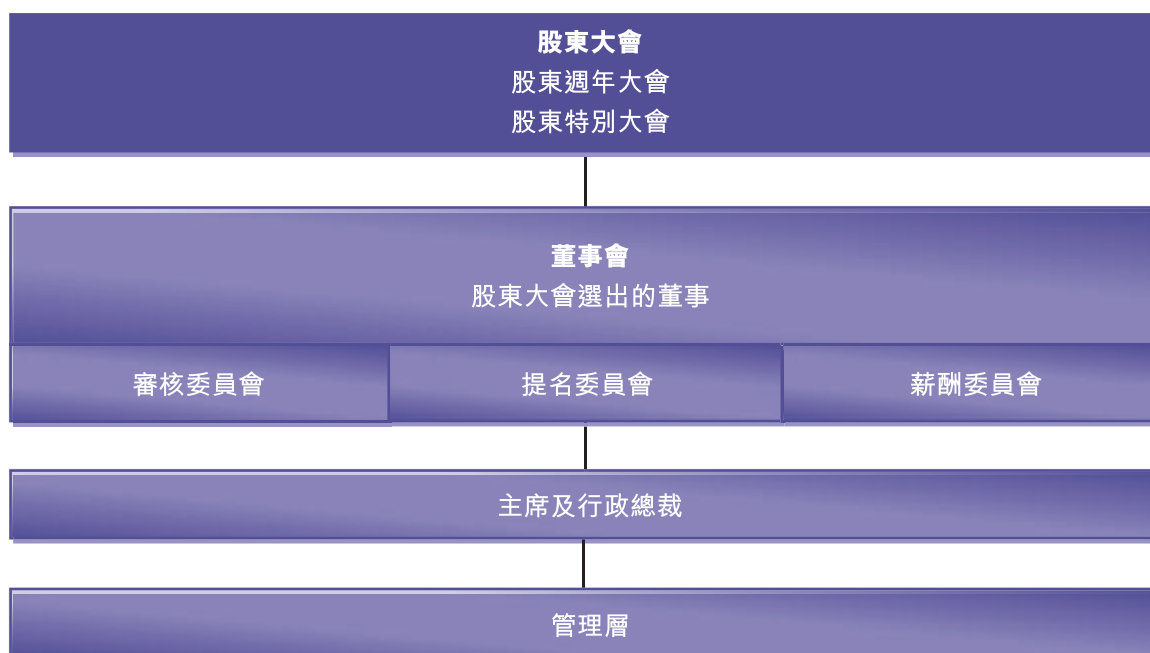 股東大會
股東週年大會
股東特別大會
董事會
股東大會選出的董事
審核委員會
提名委員會
薪酬委員會
主席及行政總裁
管理層